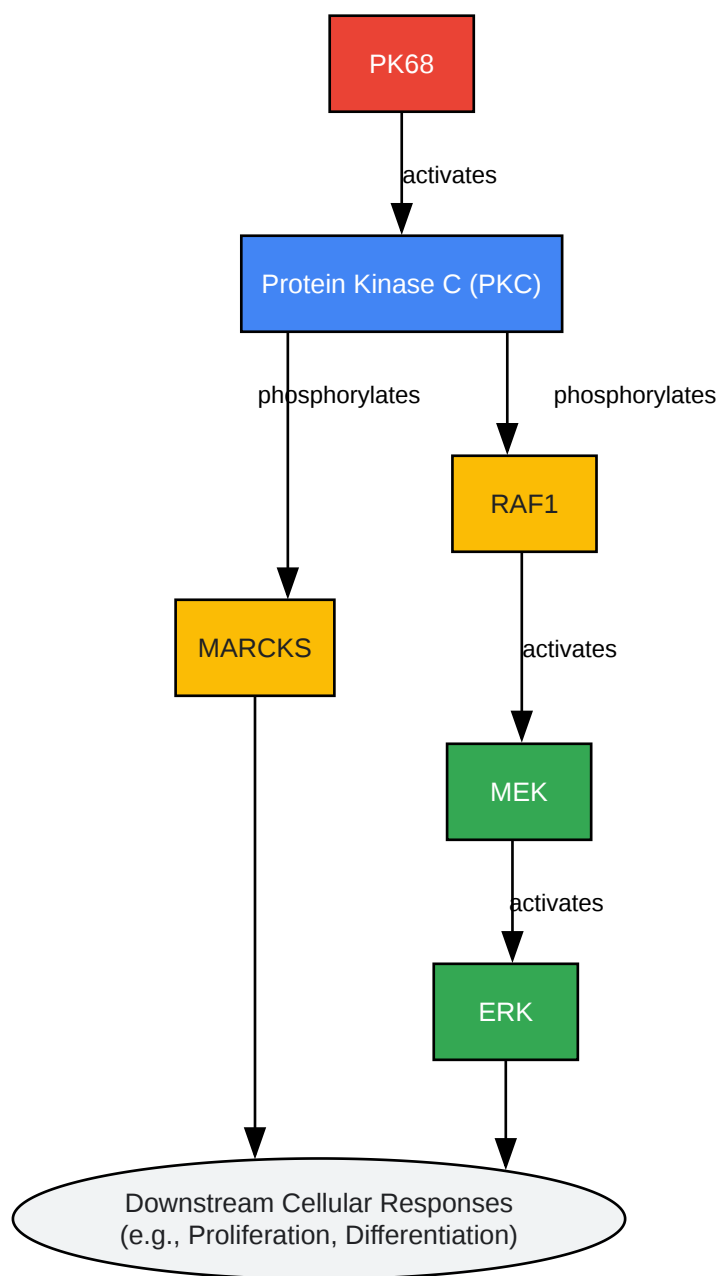 PK68
activates
Protein Kinase C (PKC)
phosphorylates
phosphorylates
RAF1
MARCKS
activates
MEK
activates
ERK
Downstream Cellular Responses
(e.g., Proliferation, Differentiation)